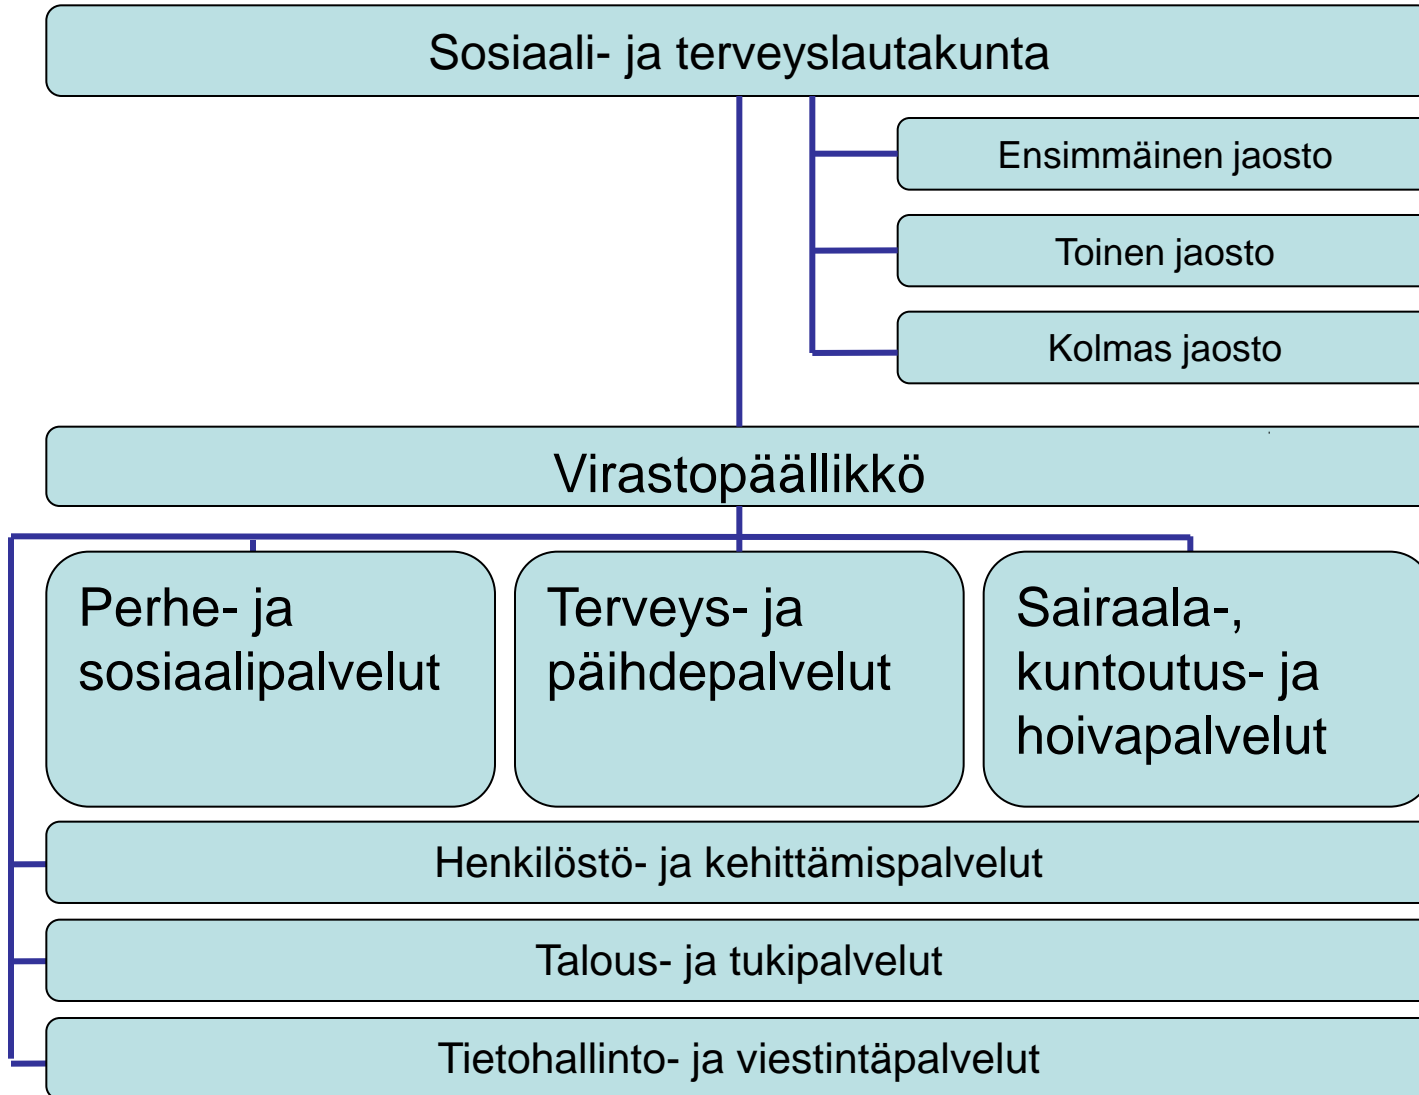 Sosiaali- ja terveyslautakunta
Ensimmäinen jaosto
Toinen jaosto
Kolmas jaosto
Virastopäällikkö
Perhe- ja
sosiaalipalvelut
Terveys- ja
päihdepalvelut
Sairaala-,
kuntoutus- ja
hoivapalvelut
Henkilöstö- ja kehittämispalvelut
Talous- ja tukipalvelut
Tietohallinto- ja viestintäpalvelut